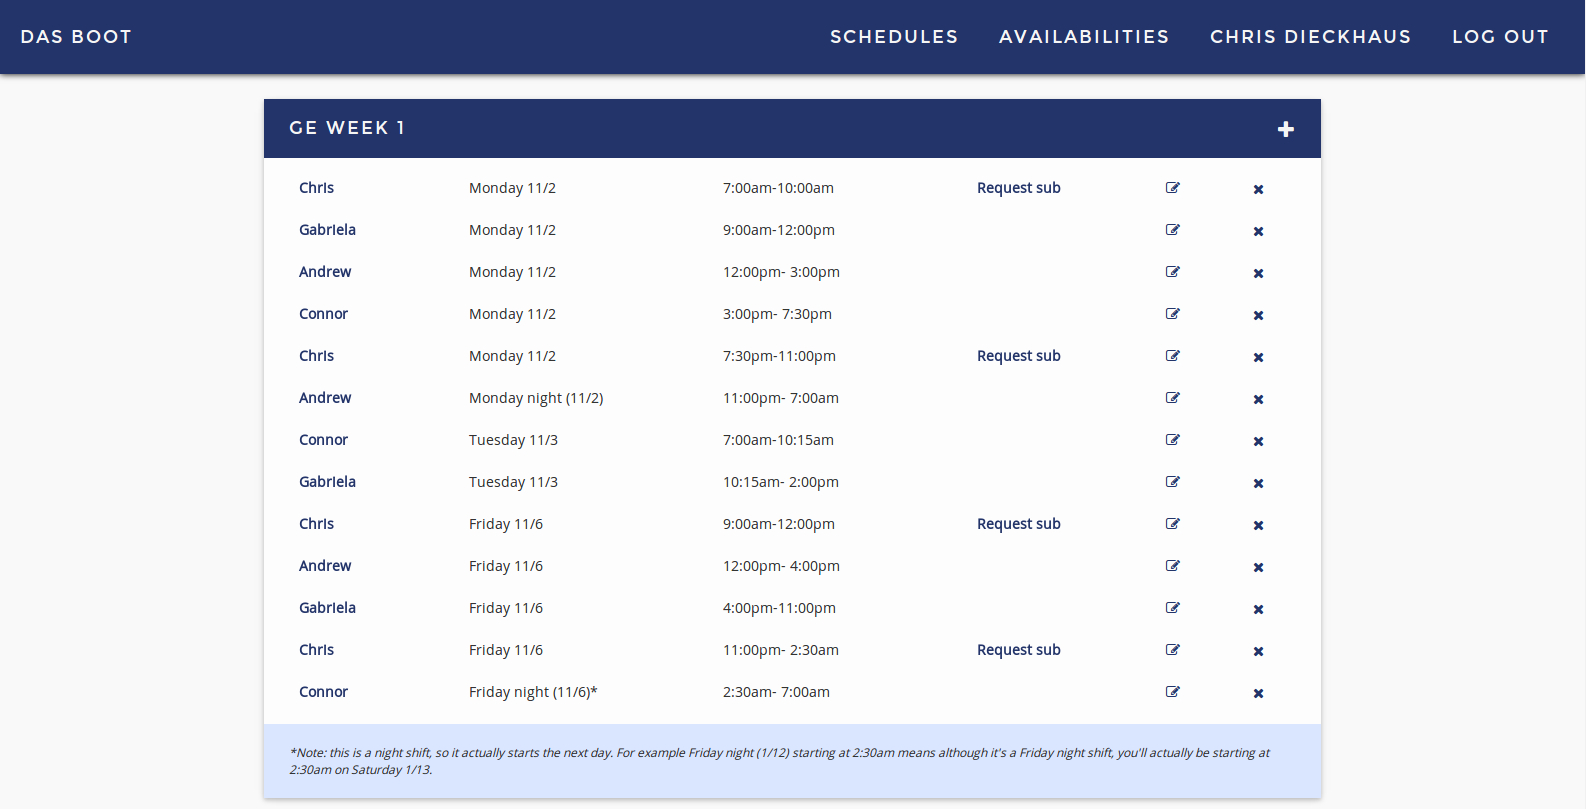 DAS BOOT SCHEDULES AVAILABILITIES CHRIS DIECKHAUS LOG OUT
GE WEEK 1
Chris Monday 11/2 7:00am-10:00am Request sub
Gabriela Monday 11/2 9:00am-12:00pm
Andrew Monday 11/2 12:00pm- 3:00pm
Connor Monday 11/2 3:00pm- 7:30pm
Chris Monday 11/2 7:30pm-11:00pm Request sub
Andrew Monday night (11/2) 11:00pm- 7:00am
Connor Tuesday 11/3 7:00am-10:15am
Gabriela Tuesday 11/3 10:15am- 2:00pm
Chris Friday 11/6 9:00am-12:00pm Request sub
Andrew Friday 11/6 12:00pm- 4:00pm
Gabriela Friday 11/6 4:00pm-11:00pm
Chris Friday 11/6 11:00pm- 2:30am Request sub
Connor Friday night (11/6)* 2:30am- 7:00am
*Note: this is a night shift, so it actually starts the next day. For example Friday night (1/12) starting at 2:30am means although it's a Friday night shift, you'll actually be starting at
2:30am on Saturday 1/13.